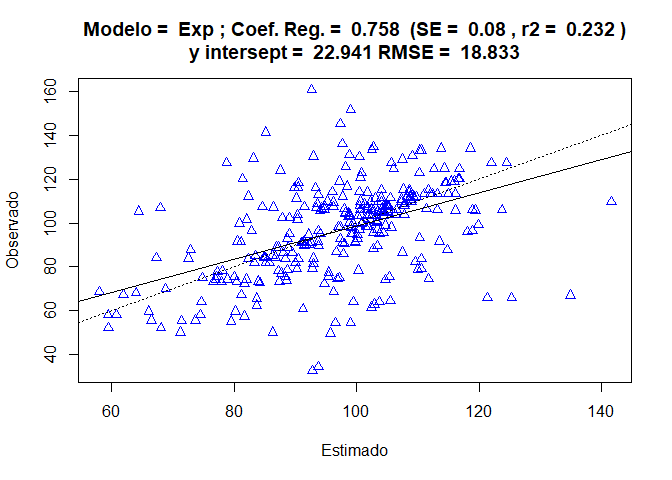 Modelo = Exp ; Coef. Reg. = 0.758 (SE = 0.08 , r2 = 0.232 )
y intersept = 22.941 RMSE = 18.833
160
140
120
100
80
60
40
Observado
60 80 100 120 140
Estimado